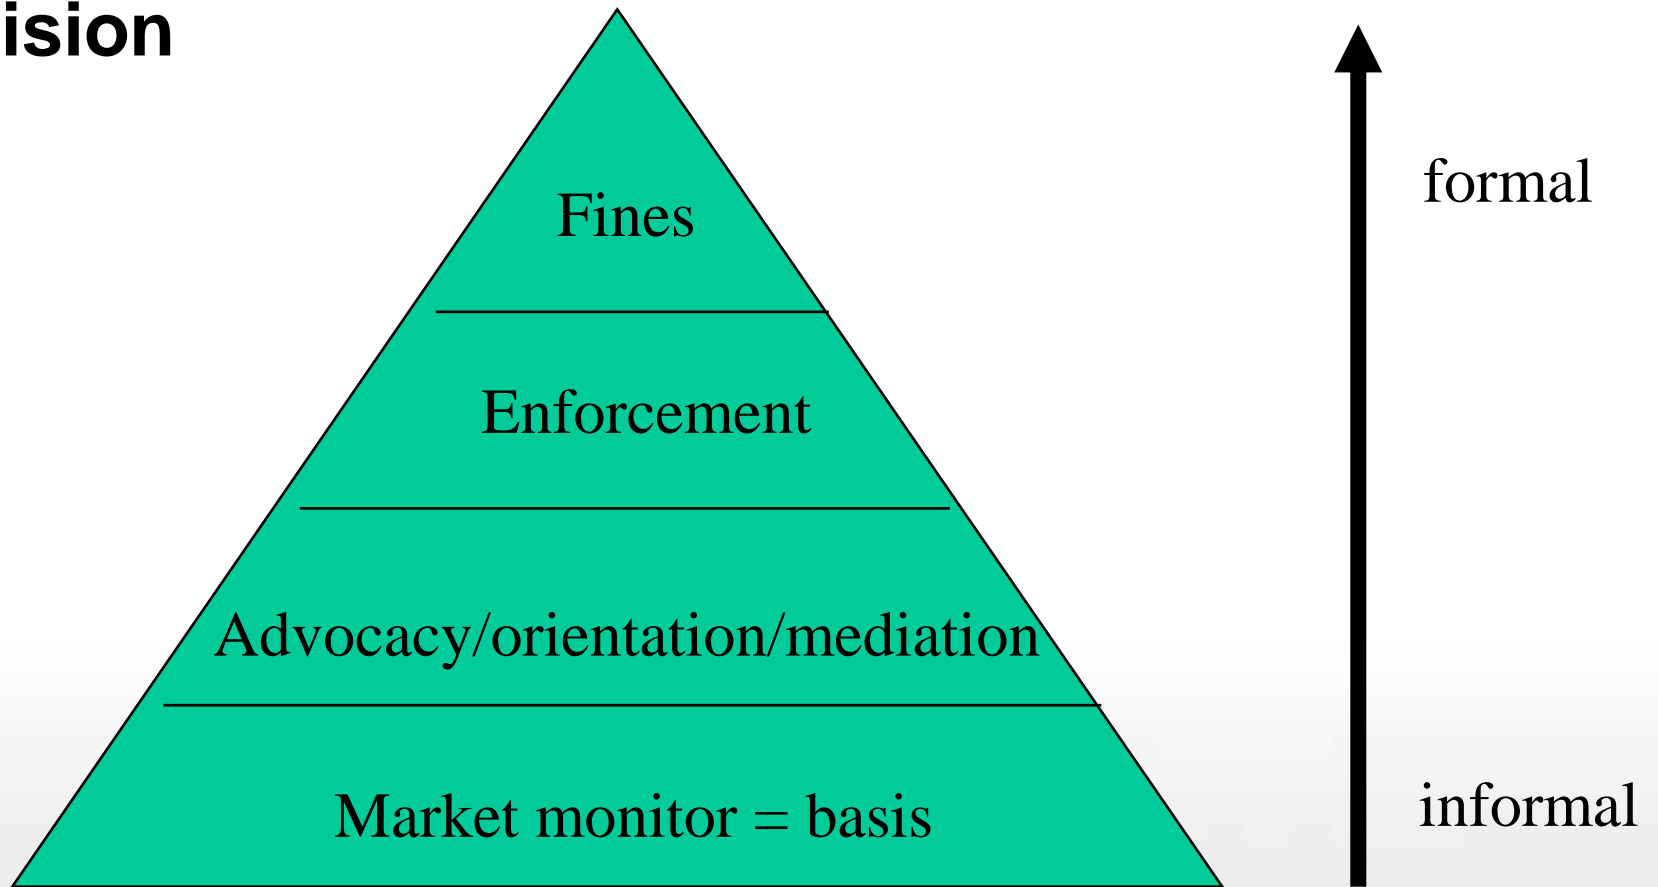 ision
Fines
formal
Enforcement
Advocacy/orientation/mediation
Market monitor = basis
informal